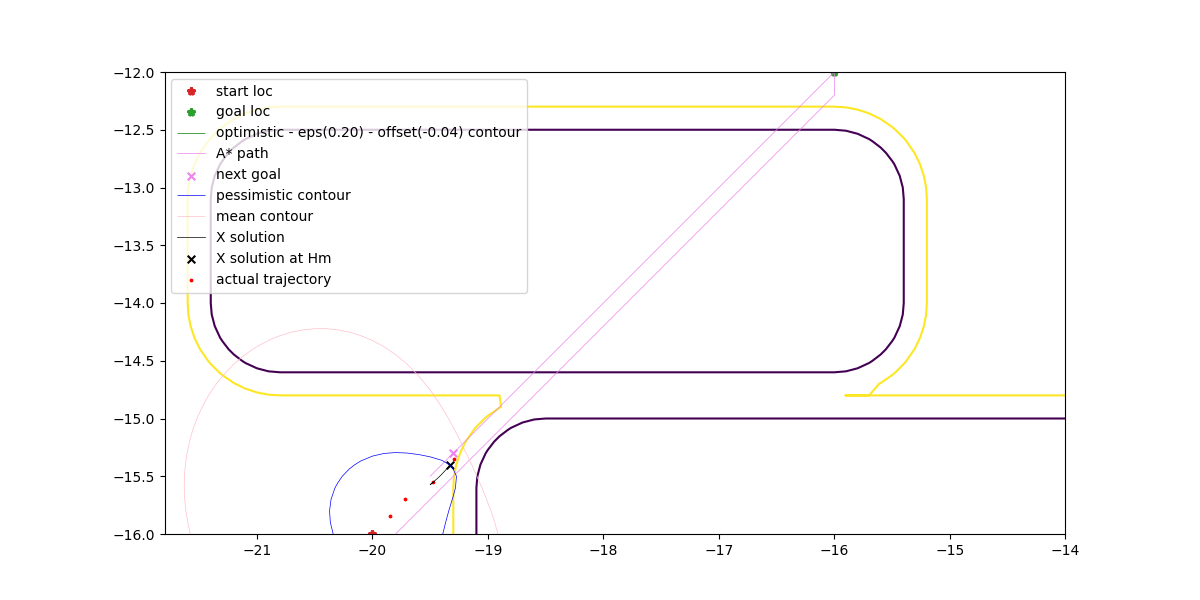 −12.0
−12.5
−13.0
−13.5
−14.0
−14.5
−15.0
−15.5
−16.0
start loc
goal loc
optimistic - eps(0.20) - offset(-0.04) contour
A* path
next goal
pessimistic contour
mean contour
X solution
X solution at Hm
actual trajectory
−21 −20 −19 −18 −17 −16 −15 −14